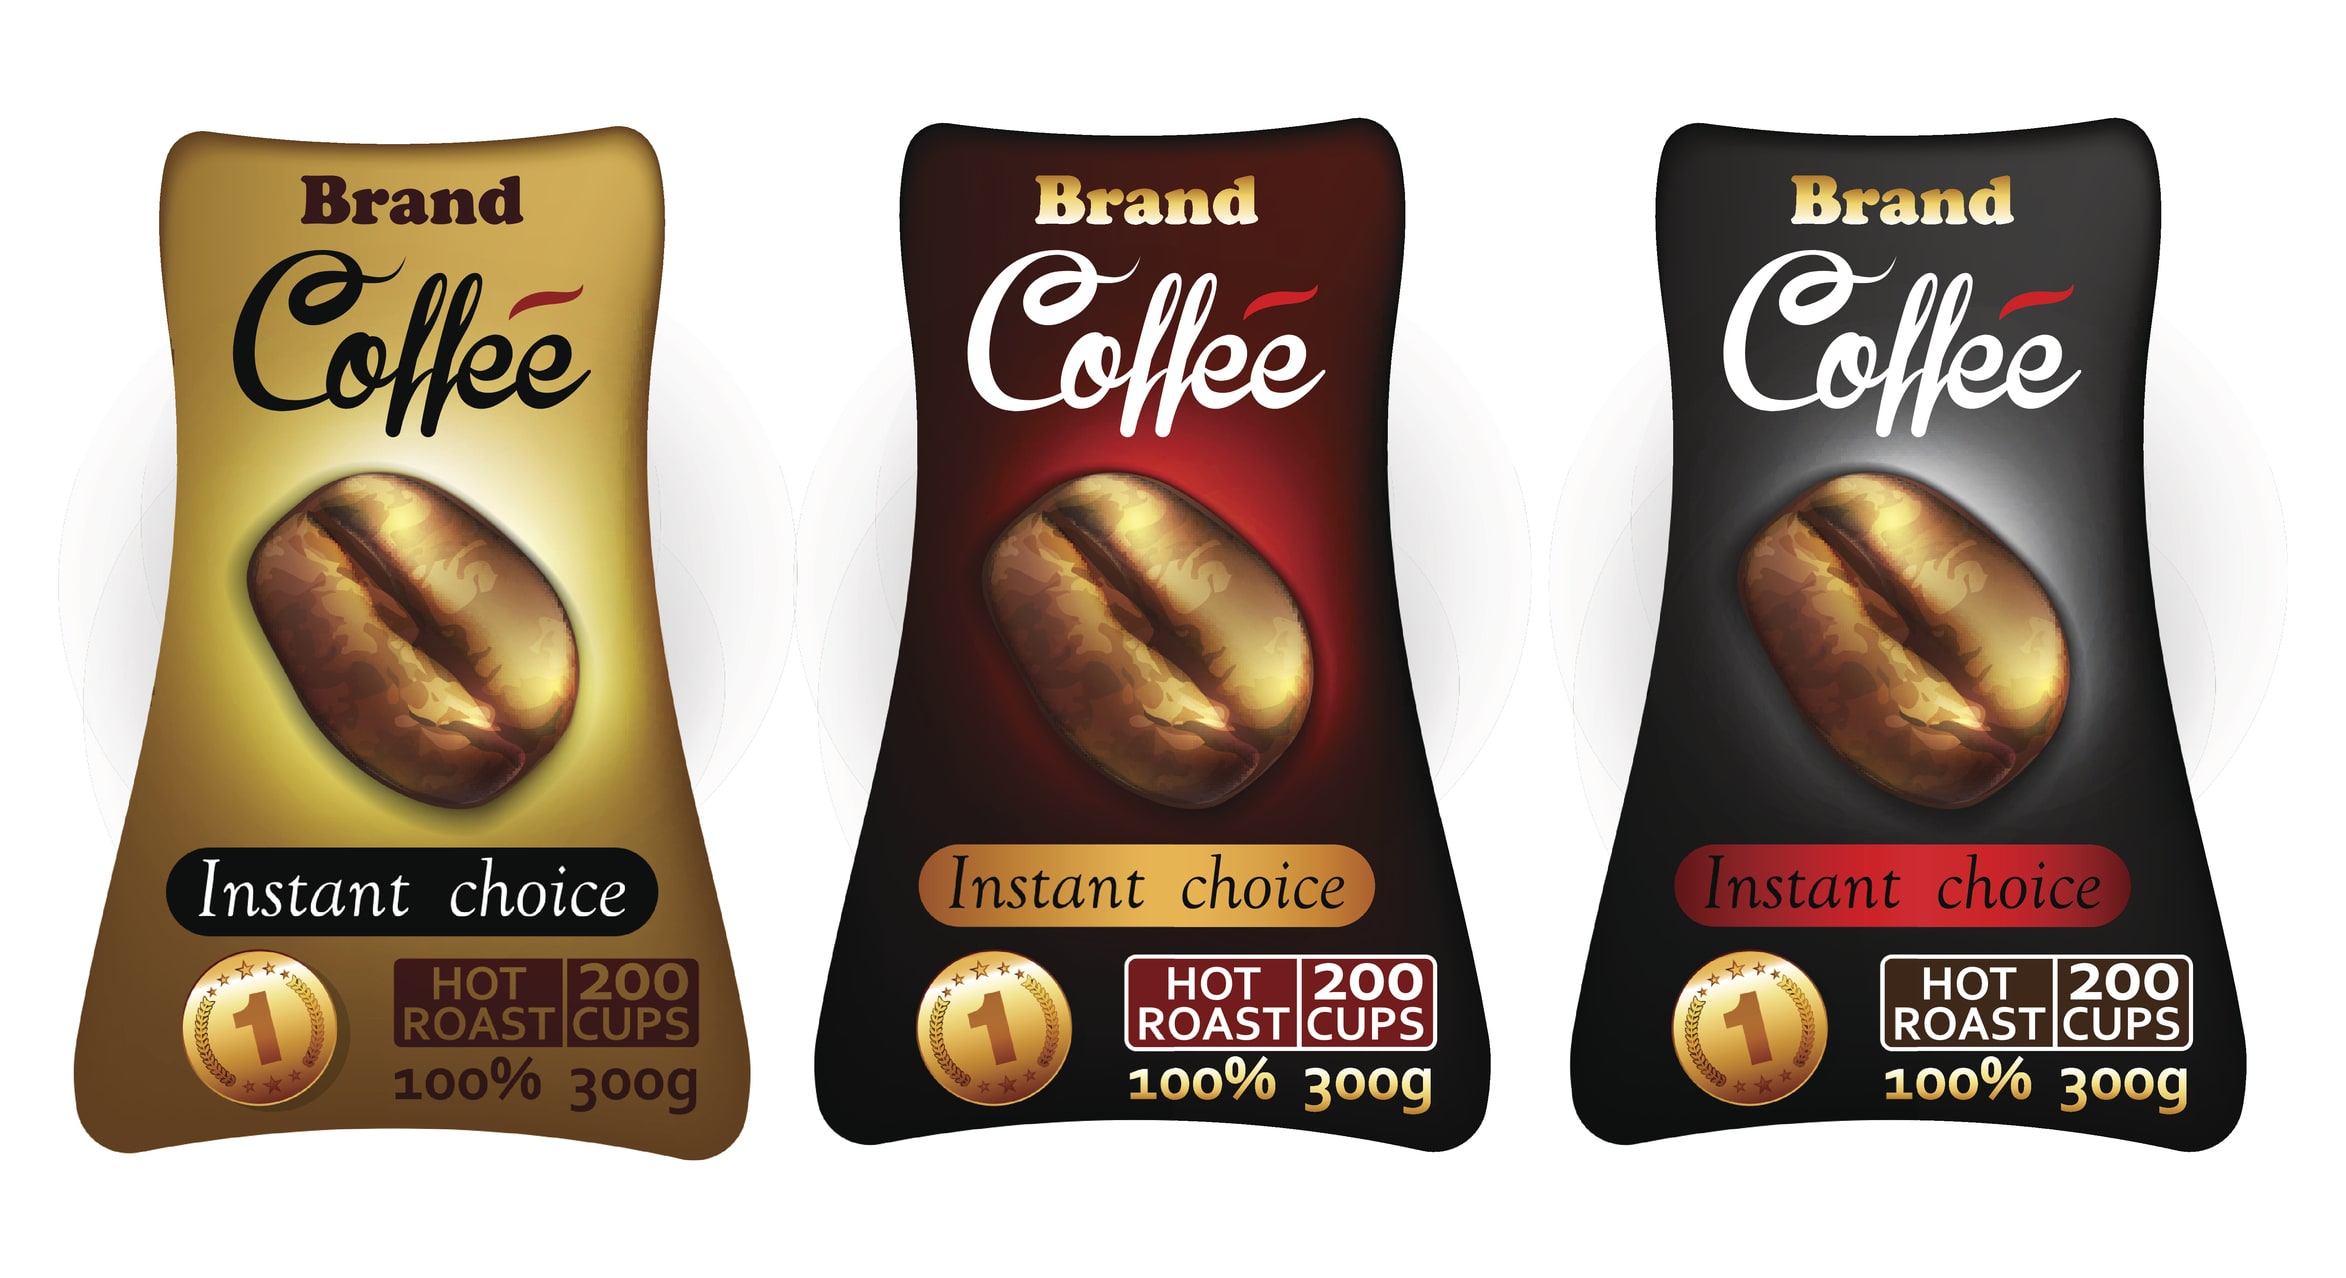 Brand
Coffee
Instant choice
1
HOT ROAST
200 CUPS
100% 300g
Brand
Coffee
Instant choice
1
HOT ROAST
200 CUPS
100% 300g
Brand
Coffee
Instant choice
1
HOT ROAST
200 CUPS
100% 300g